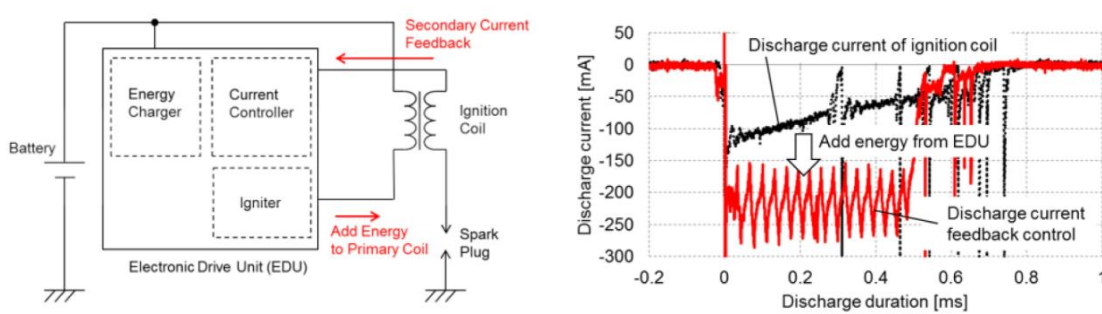 Secondary Current
Feedback
Energy
Charger
Current
Controller
Ignition
Coil
Battery
Igniter
Add Energy
to Primary Coil
Spark
Plug
Electronic Drive Unit (EDU)
Discharge current [mA]
50
0
-50
-100
-150
-200
-250
-300
Discharge current of ignition coil
Add energy from EDU
Discharge current
feedback control
-0.2
0
0.2
0.4
0.6
0.8
1
Discharge duration [ms]